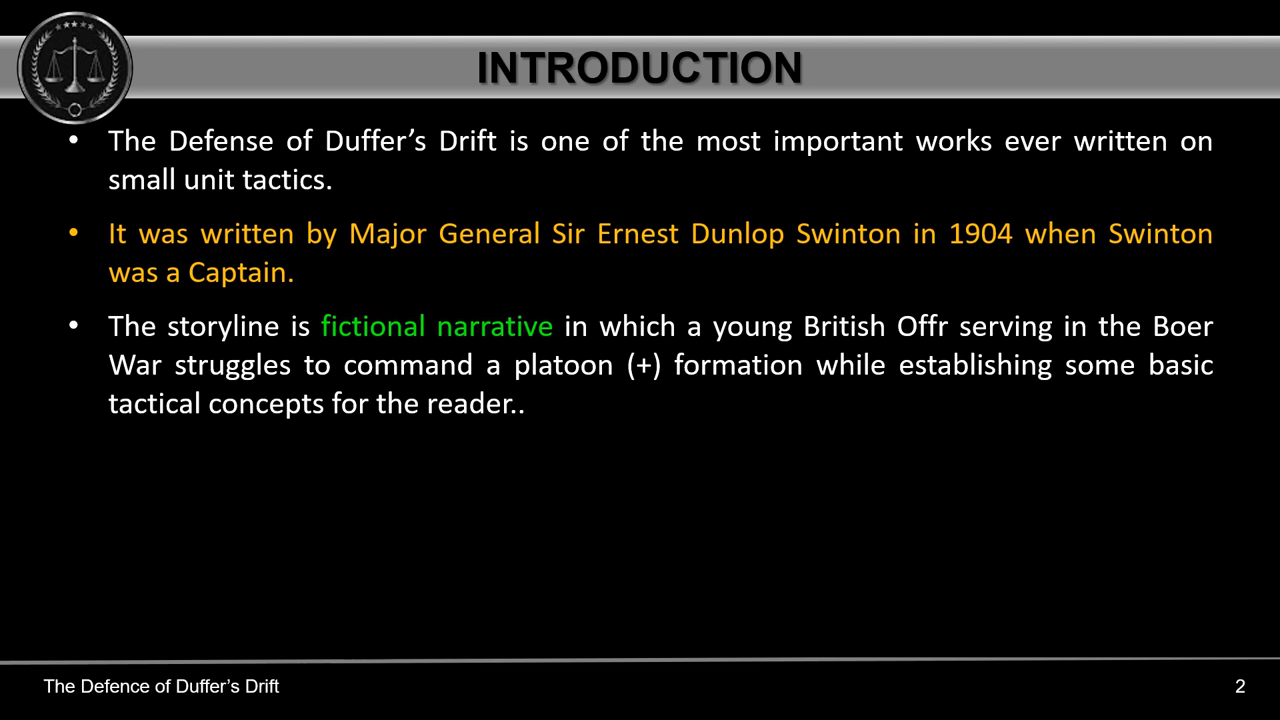 INTRODUCTION
• The Defense of Duffer’s Drift is one of the most important works ever written on
small unit tactics.
• It was written by Major General Sir Ernest Dunlop Swinton in 1904 when Swinton
was a Captain.
• The storyline is fictional narrative in which a young British Offr serving in the Boer
War struggles to command a platoon (+) formation while establishing some basic
tactical concepts for the reader..
The Defence of Duffer’s Drift
2